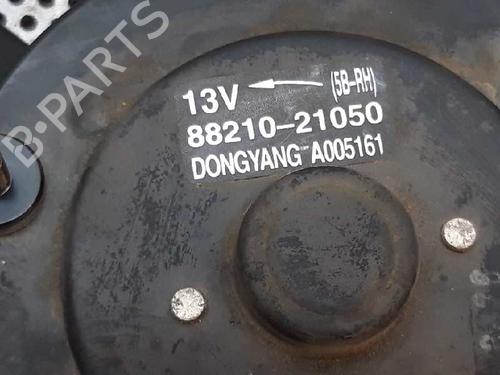 B-PARTS
13V (5B-RH)
88210-21050
DONGYANG A005161